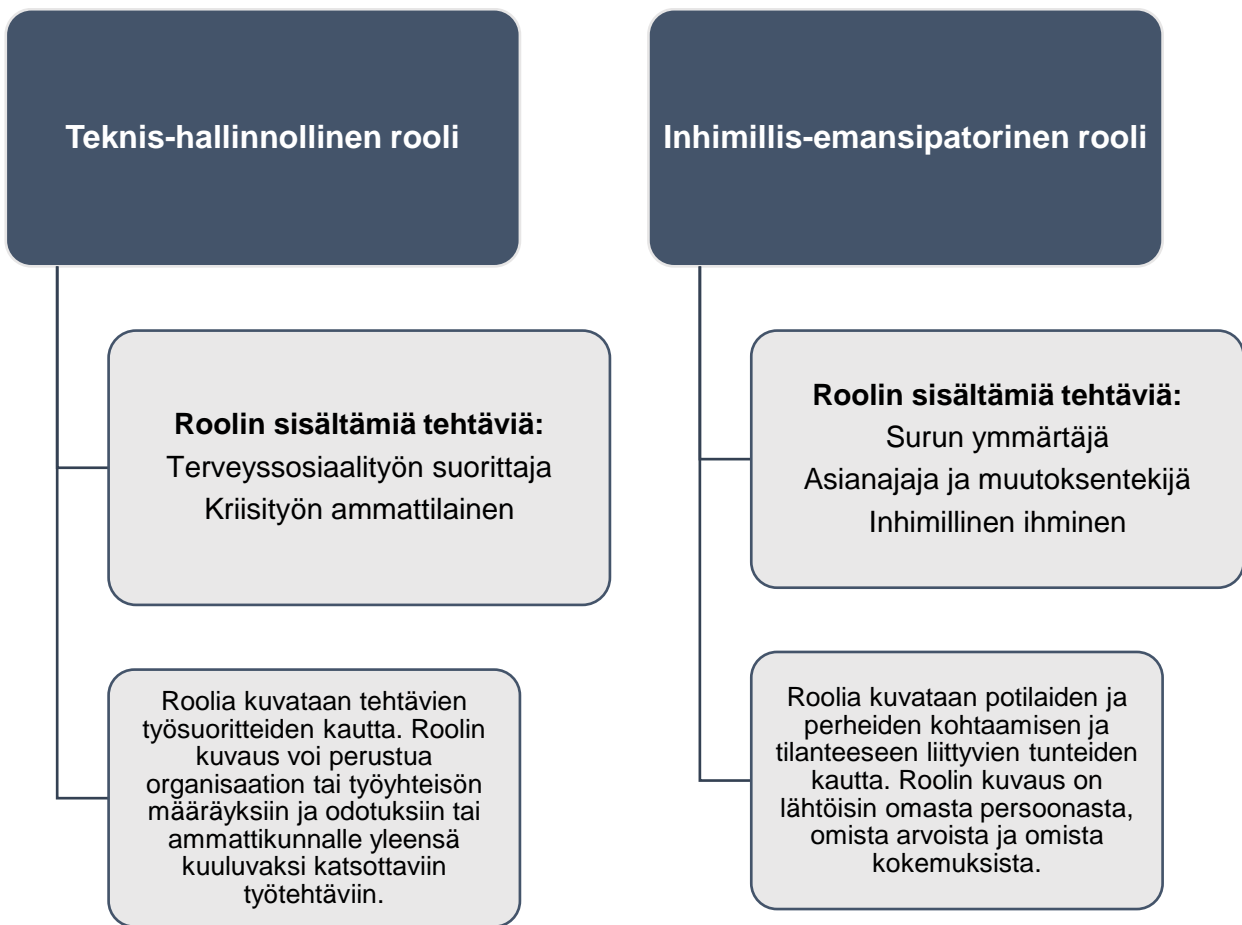 Teknis-hallinnollinen rooli
Roolin sisältämiä tehtäviä:
Terveyssosiaalityön suorittaja
Kriisityön ammattilainen
Roolia kuvataan tehtävien
työsuoritteiden kautta. Roolin
kuvaus voi perustua
organisaation tai työyhteisön
määräyksiin ja odotuksiin tai
ammattikunnalle yleensä
kuuluvaksi katsottaviin
työtehtäviin.
Inhimillis-emansipatorinen rooli
Roolin sisältämiä tehtäviä:
Surun ymmärtäjä
Asianajaja ja muutoksentekijä
Inhimillinen ihminen
Roolia kuvataan potilaiden ja
perheiden kohtaamisen ja
tilanteeseen liittyvien tunteiden
kautta. Roolin kuvaus on
lähtöisin omasta persoonasta,
omista arvoista ja omista
kokemuksista.